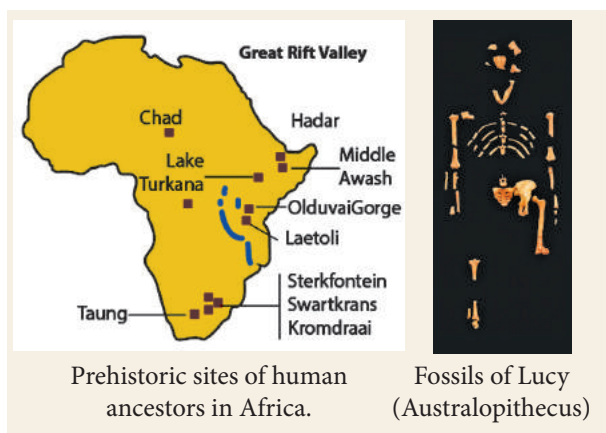 Great Rift Valley
Chad
Hadar
Lake
Turkana
Middle
Awash
OlduvaiGorge
Laetoli
Sterkfontein
Swartkrans
Kromdraai
Taung
Prehistoric sites of human
ancestors in Africa.
Fossils of Lucy
(Australopithecus)